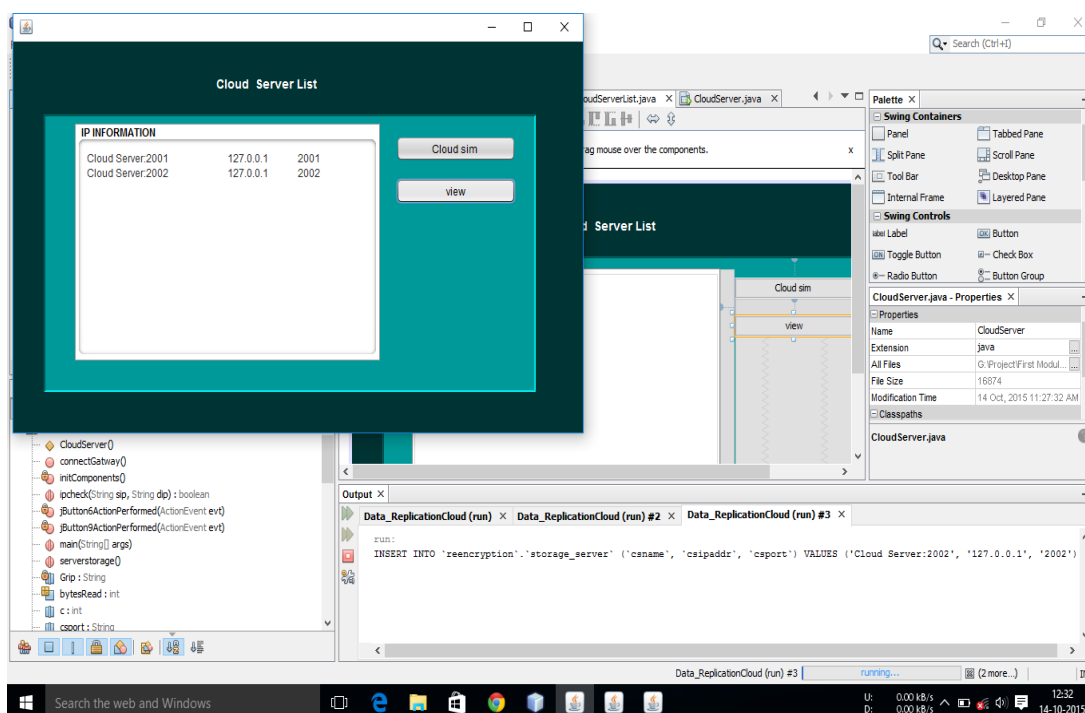 Search (Ctrl+I)
Cloud Server List
IP INFORMATION
Cloud Server:2001 127.0.0.1 2001
Cloud Server:2002 127.0.0.1 2002
Cloud sim
view
oudServerList.java X CloudServer.java X
rag mouse over the components. x
d Server List
Cloud sim
view
Palette X
Swing Containers
Panel Tabbed Pane
Split Pane Scroll Pane
Tool Bar Desktop Pane
Internal Frame Layered Pane
Swing Controls
label Label OK Button
ON Toggle Button Check Box
Radio Button Button Group
CloudServer.java - Properties X
Properties
Name CloudServer
Extension java ...
All Files G:\Project\First Modul... ...
File Size 16874
Modification Time 14 Oct, 2015 11:27:32 AM
Classpaths
CloudServer.java
CloudServer()
connectGatway()
initComponents()
ipcheck(String sip, String dip) : boolean
jButton6ActionPerformed(ActionEvent evt)
jButton9ActionPerformed(ActionEvent evt)
main(String[] args)
serverstorage()
Grip : String
bytesRead : int
c : int
csport : String
Output X
Data_ReplicationCloud (run) X Data_ReplicationCloud (run) #2 X Data_ReplicationCloud (run) #3 X
run:
INSERT INTO `reencryption`.`storage_server` (`csname`, `csipaddr`, `csport`) VALUES ('Cloud Server:2002', '127.0.0.1', '2002')
Data_ReplicationCloud (run) #3 running... (2 more...)
Search the web and Windows
U: 0.00 kB/s
D: 0.00 kB/s
12:32
14-10-2015